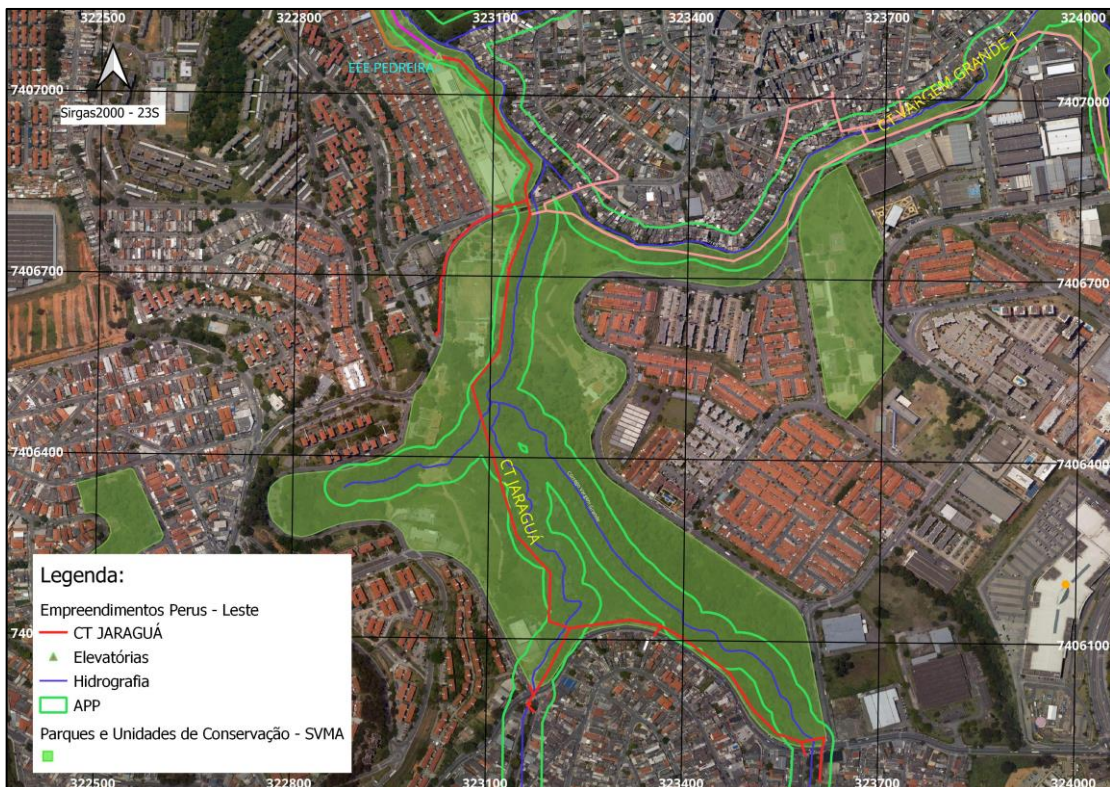 322500 322800 323100 323400 323700 324000
EEE PEDREIRA
CT VARGEM GRANDE 1
7407000 7407000
Sirgas2000 - 23S
7406700 7406700
7406400 7406400
CT JARAGUÁ
7406100
Legenda:
Empreendimentos Perus - Leste
CT JARAGUÁ
Elevatórias
Hidrografia
APP
Parques e Unidades de Conservação - SVMA
322500 322800 323100 323400 323700 324000